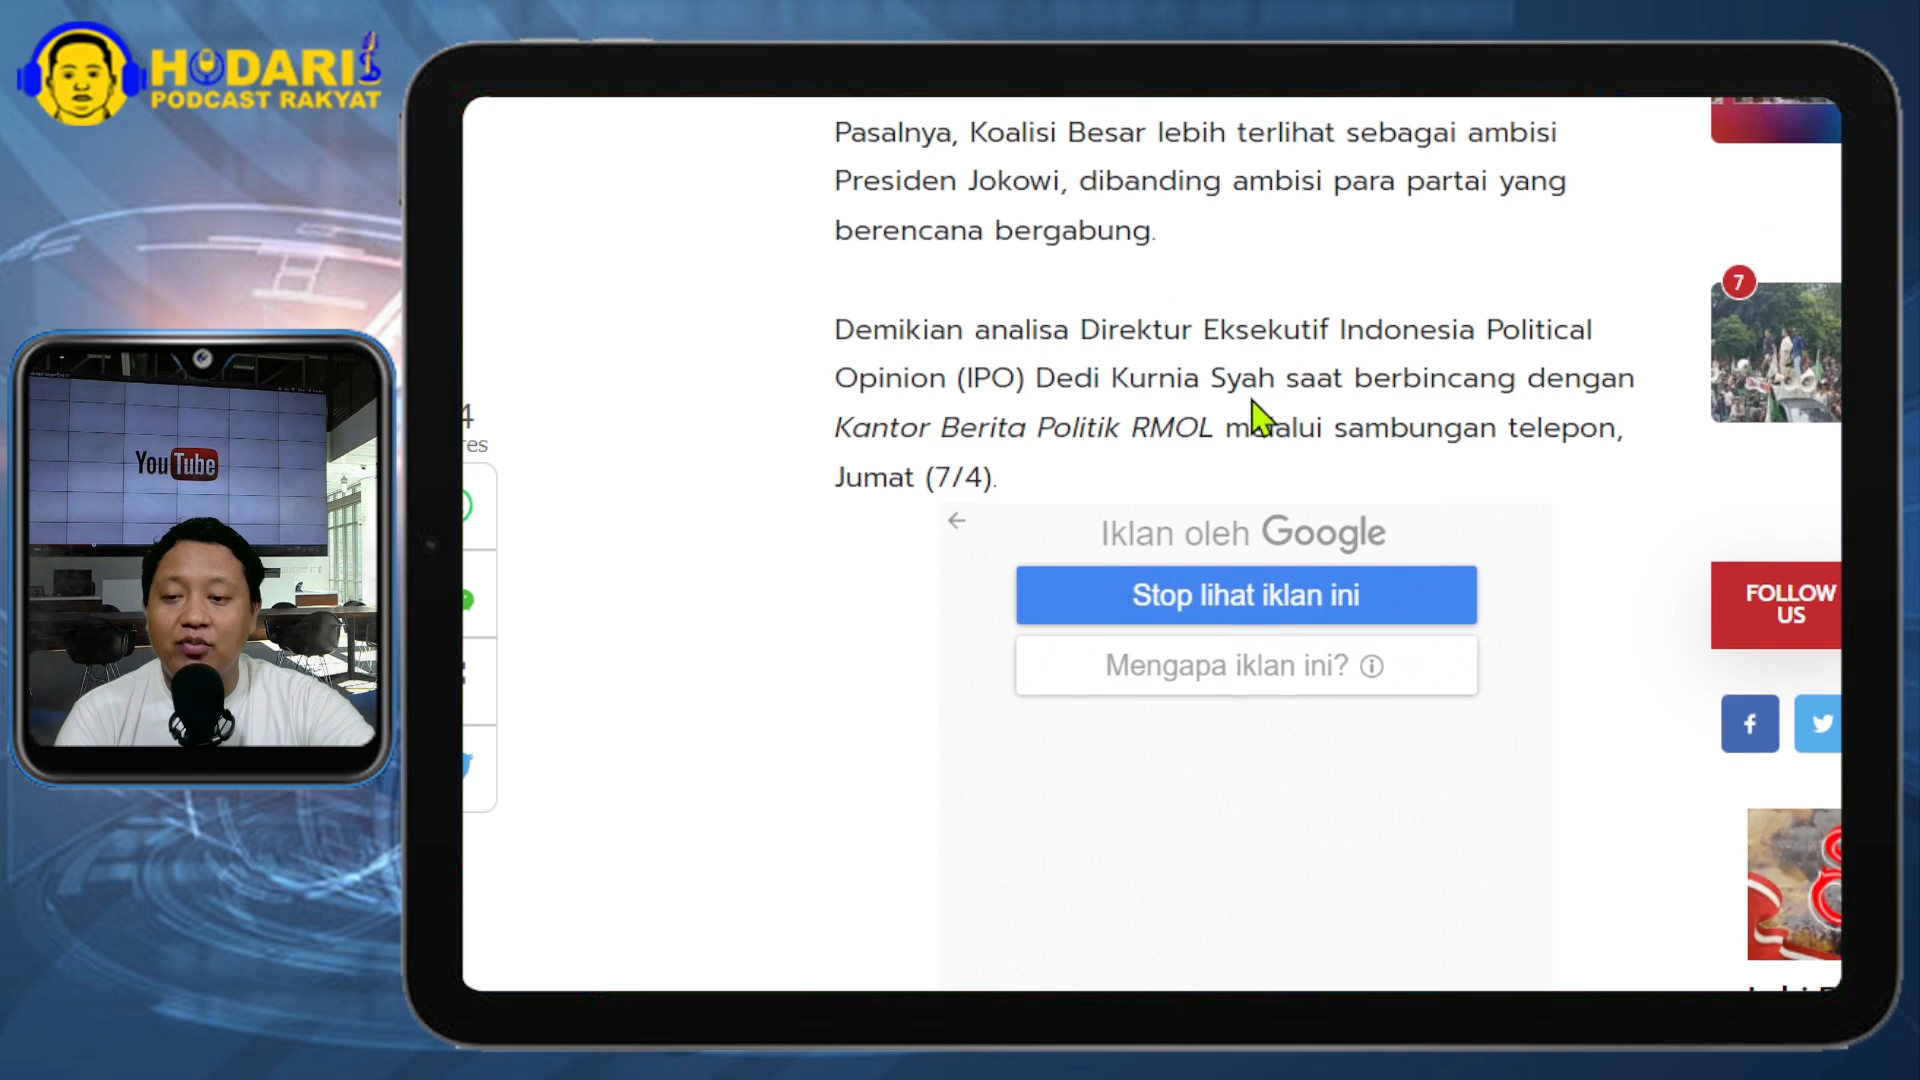 HODARI
PODCAST RAKYAT
YouTube
Pasalnya, Koalisi Besar lebih terlihat sebagai ambisi
Presiden Jokowi, dibanding ambisi para partai yang
berencana bergabung.
Demikian analisa Direktur Eksekutif Indonesia Political
Opinion (IPO) Dedi Kurnia Syah saat berbincang dengan
Kantor Berita Politik RMOL melalui sambungan telepon,
Jumat (7/4).
4
res
Iklan oleh Google
Stop lihat iklan ini
Mengapa iklan ini?
7
FOLLOW
US